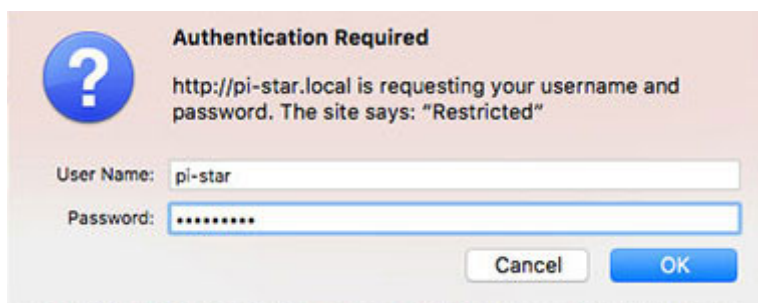 Authentication Required
http://pi-star.local is requesting your username and
password. The site says: “Restricted”
User Name: pi-star
Password: •••••••••
Cancel OK